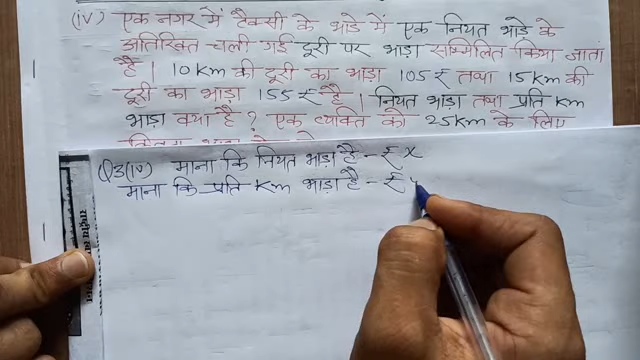 (iv) एक नगर में टैक्सी के भाड़े में एक नियत भाड़े के
अतिरिक्त चली गई दूरी पर भाड़ा सम्मिलित किया जाता
है। 10 Km की दूरी का भाड़ा 105 ₹ तथा 15 Km की
दूरी का भाड़ा 155 ₹ है। नियत भाड़ा तथा प्रति Km
भाड़ा क्या है? एक व्यक्ति को 25 Km के लिए
Q3(iv) माना कि नियत भाड़ा है - ₹ x
माना कि प्रति Km भाड़ा है - ₹